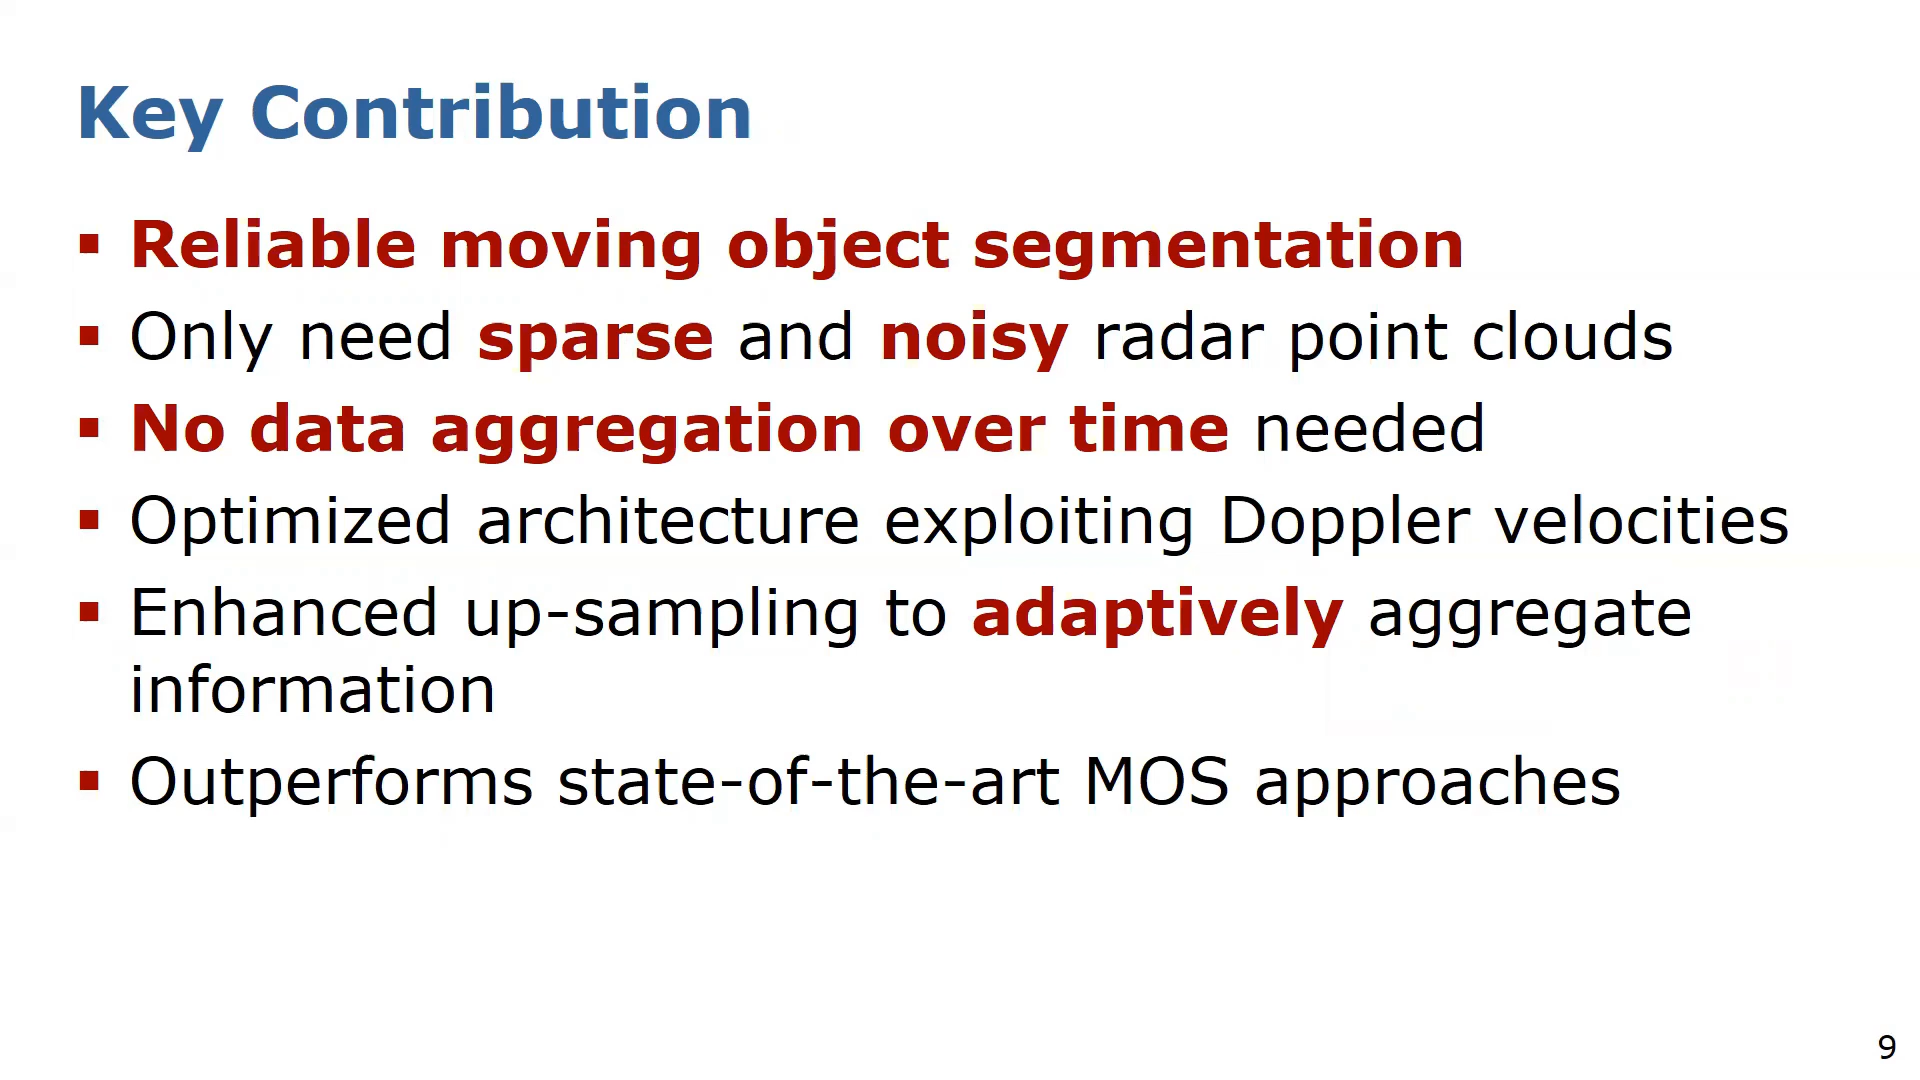 Key Contribution
▪ Reliable moving object segmentation
▪ Only need sparse and noisy radar point clouds
▪ No data aggregation over time needed
▪ Optimized architecture exploiting Doppler velocities
▪ Enhanced up-sampling to adaptively aggregate
information
▪ Outperforms state-of-the-art MOS approaches
9